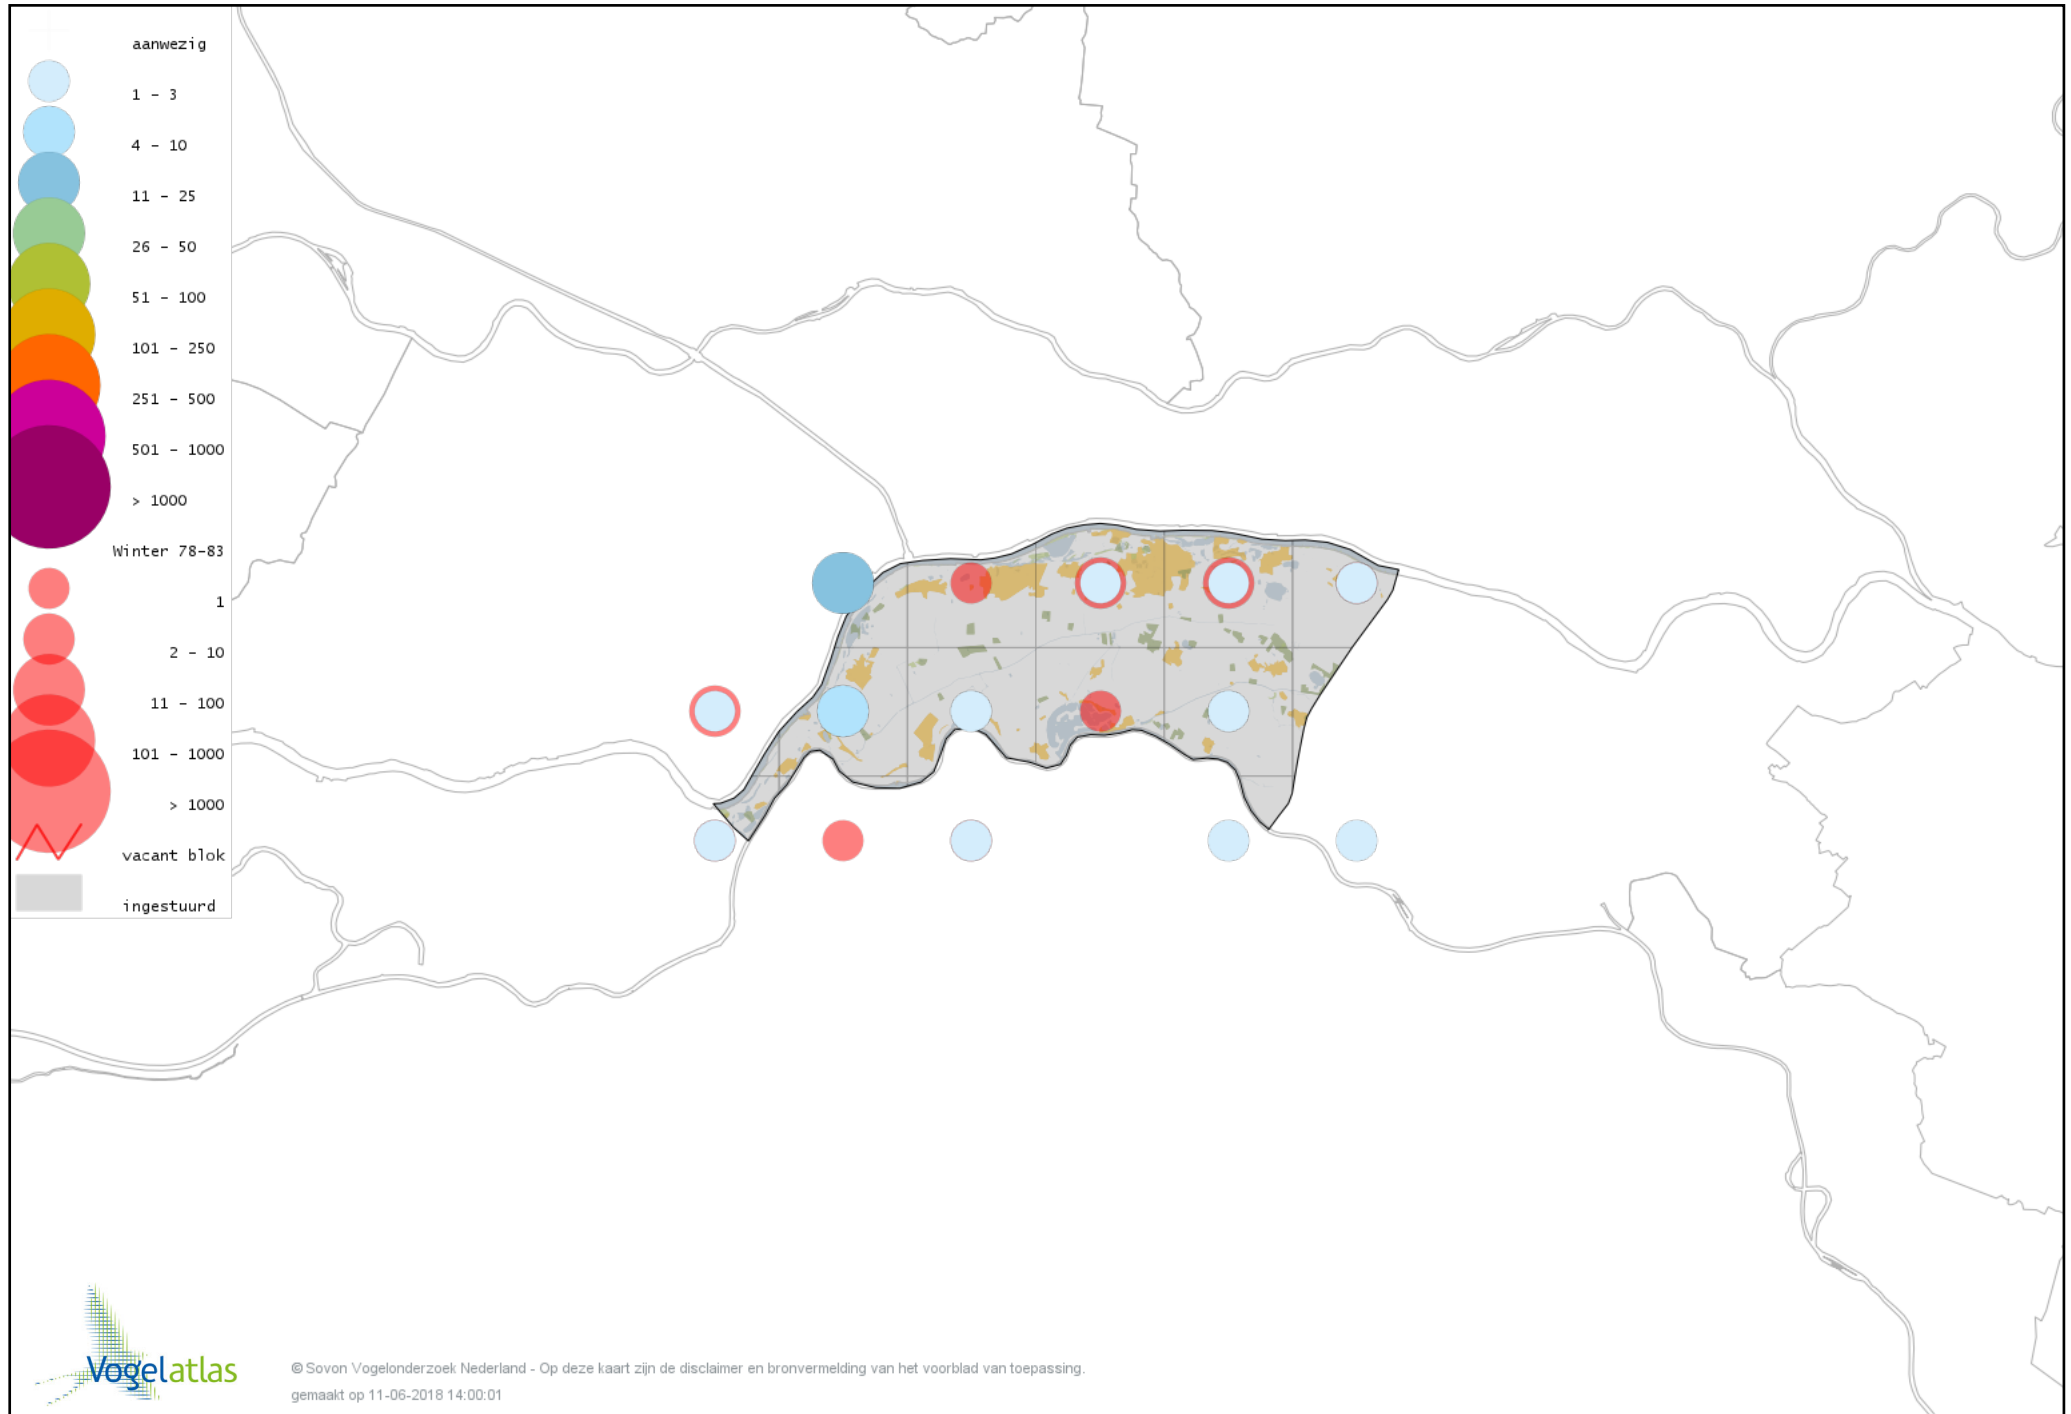 aanwezig
1 - 3
4 - 10
11 - 25
26 - 50
51 - 100
101 - 250
251 - 500
501 - 1000
> 1000
Winter 78-83
1
2 - 10
11 - 100
101 - 1000
> 1000
vacant blok
ingestuurd
Vogelatlas
© Sovon Vogelonderzoek Nederland - Op deze kaart zijn de disclaimer en bronvermelding van het voorblad van toepassing.
gemaakt op 11-06-2018 14:00:01